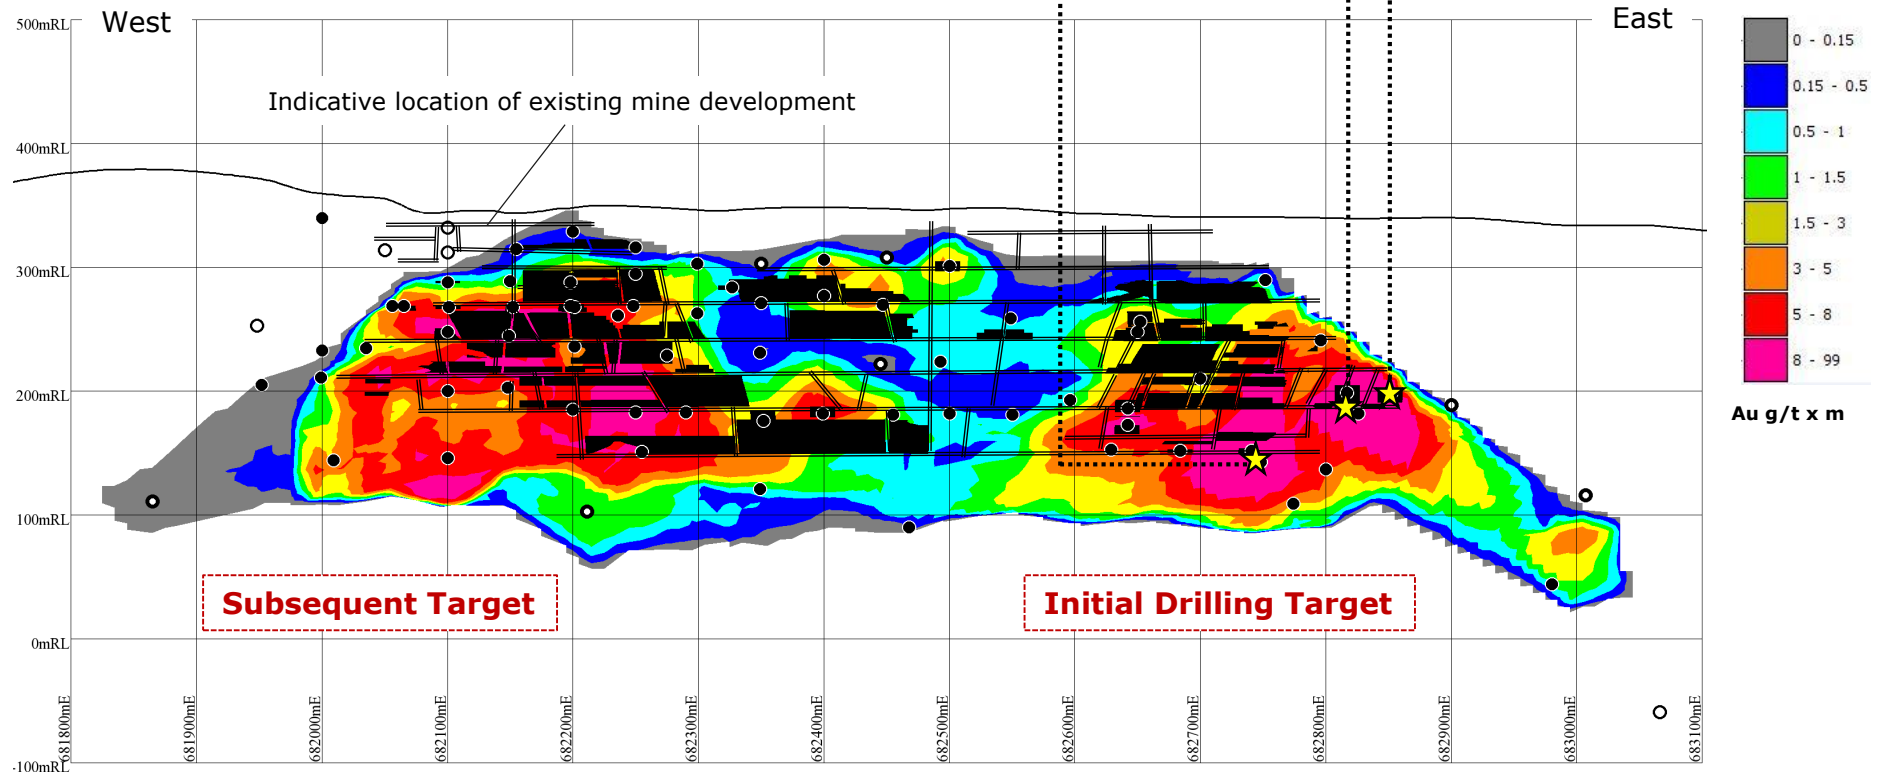 500mRL
West
East
0 - 0.15
0.15 - 0.5
Indicative location of existing mine development
0.5 - 1
400mRL
1 - 1.5
1.5 - 3
300mRL
3 - 5
5 - 8
8 - 99
200mRL
Au g/t x m
100mRL
Subsequent Target
Initial Drilling Target
0mRL
681800mE
681900mE
682000mE
682100mE
682200mE
682300mE
682400mE
682500mE
682600mE
682700mE
682800mE
682900mE
683000mE
683100mE
-100mRL